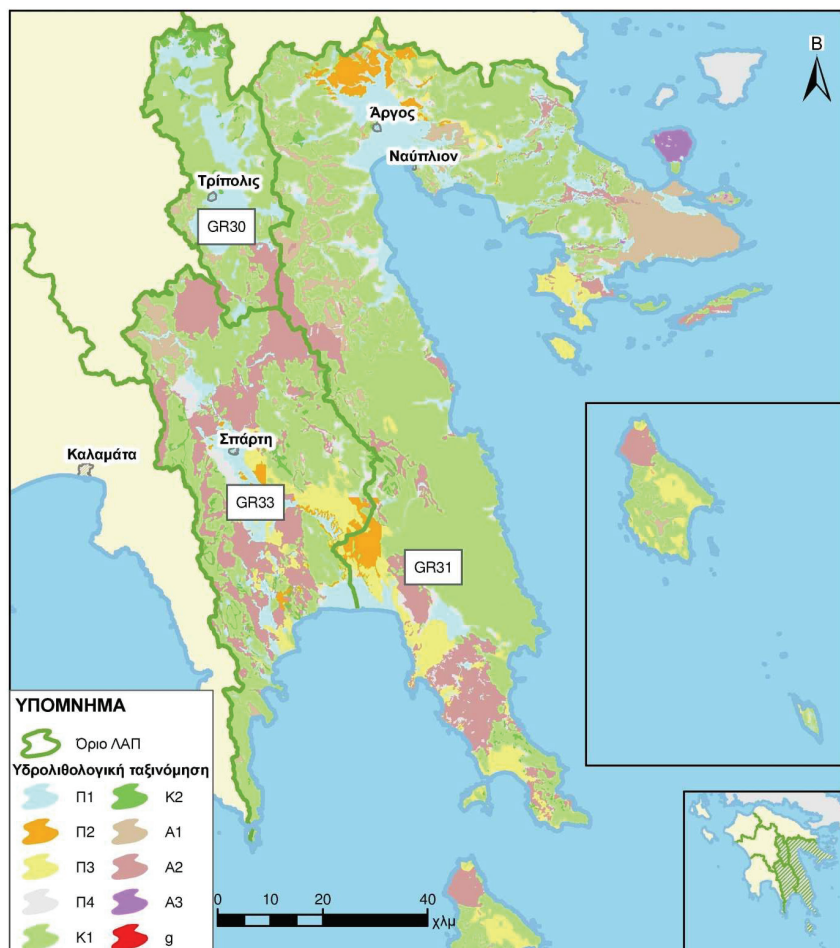 B
Άργος
Ναύπλιον
Τρίπολις
GR30
Σπάρτη
Καλαμάτα
GR33
GR31
ΥΠΟΜΝΗΜΑ
Όριο ΛΑΠ
Υδρολιθολογική ταξινόμηση
Π1 Κ2
Π2 Α1
Π3 Α2
Π4 Α3
Κ1 g
0 10 20 40
χλμ